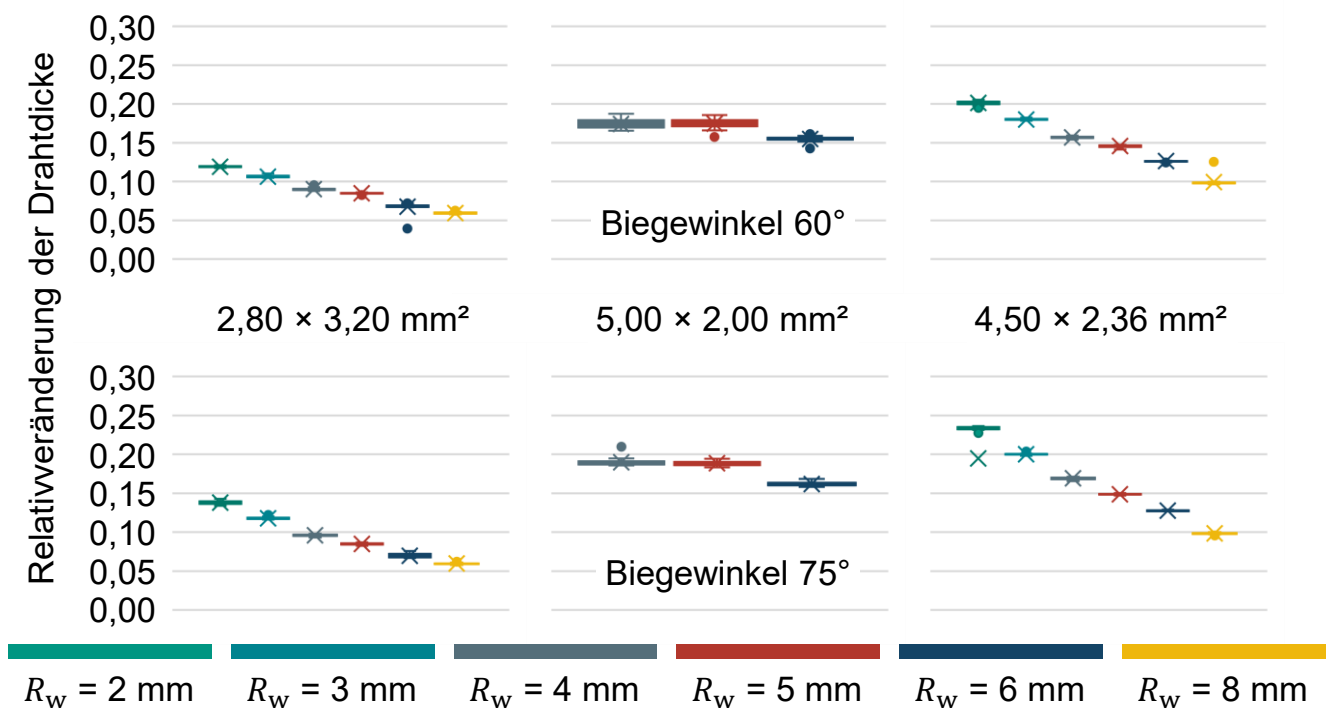 Relativveränderung der Drahtdicke
0,30
0,25
0,20
0,15
0,10
0,05
0,00
Biegewinkel 60°
2,80 × 3,20 mm²
5,00 × 2,00 mm²
4,50 × 2,36 mm²
0,30
0,25
0,20
0,15
0,10
0,05
0,00
Biegewinkel 75°
R_w = 2 mm
R_w = 3 mm
R_w = 4 mm
R_w = 5 mm
R_w = 6 mm
R_w = 8 mm